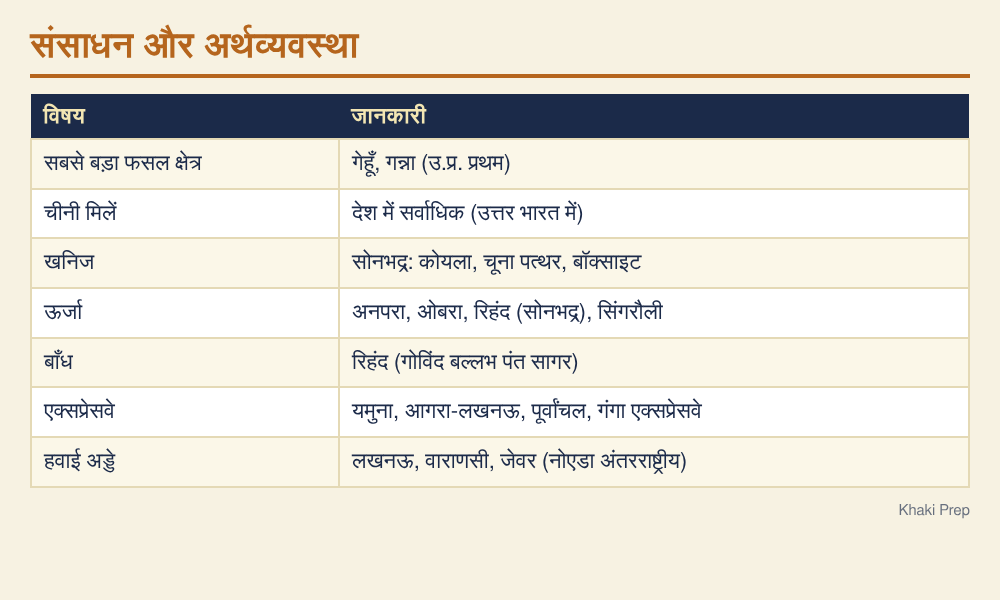 संसाधन और अर्थव्यवस्था
विषय जानकारी
सबसे बड़ा फसल क्षेत्र गेहूँ, गन्ना (उ.प्र. प्रथम)
चीनी मिलें देश में सर्वाधिक (उत्तर भारत में)
खनिज सोनभद्र: कोयला, चूना पत्थर, बॉक्साइट
ऊर्जा अनपरा, ओबरा, रिहंद (सोनभद्र), सिंगरौली
बाँध रिहंद (गोविंद बल्लभ पंत सागर)
एक्सप्रेसवे यमुना, आगरा-लखनऊ, पूर्वांचल, गंगा एक्सप्रेसवे
हवाई अड्डे लखनऊ, वाराणसी, जेवर (नोएडा अंतरराष्ट्रीय)
Khaki Prep